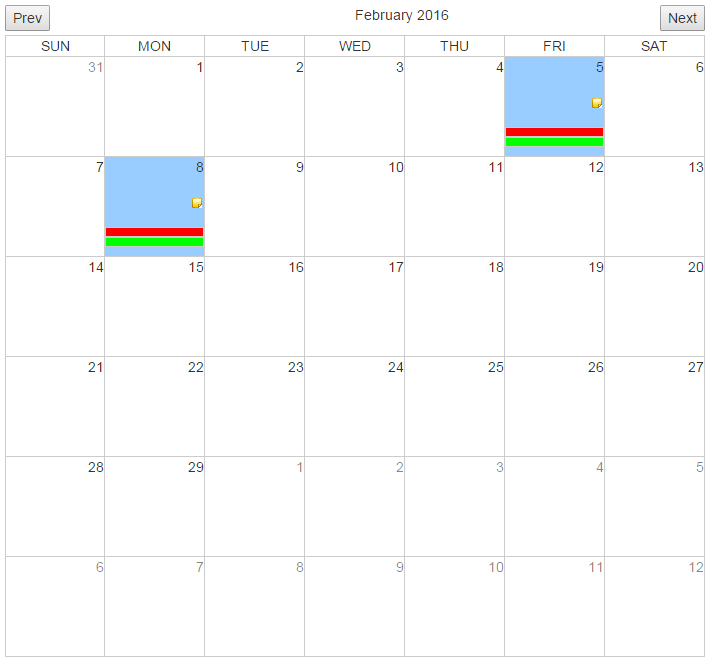 Prev February 2016 Next
SUN MON TUE WED THU FRI SAT
31 1 2 3 4 5 6
7 8 9 10 11 12 13
14 15 16 17 18 19 20
21 22 23 24 25 26 27
28 29 1 2 3 4 5
6 7 8 9 10 11 12